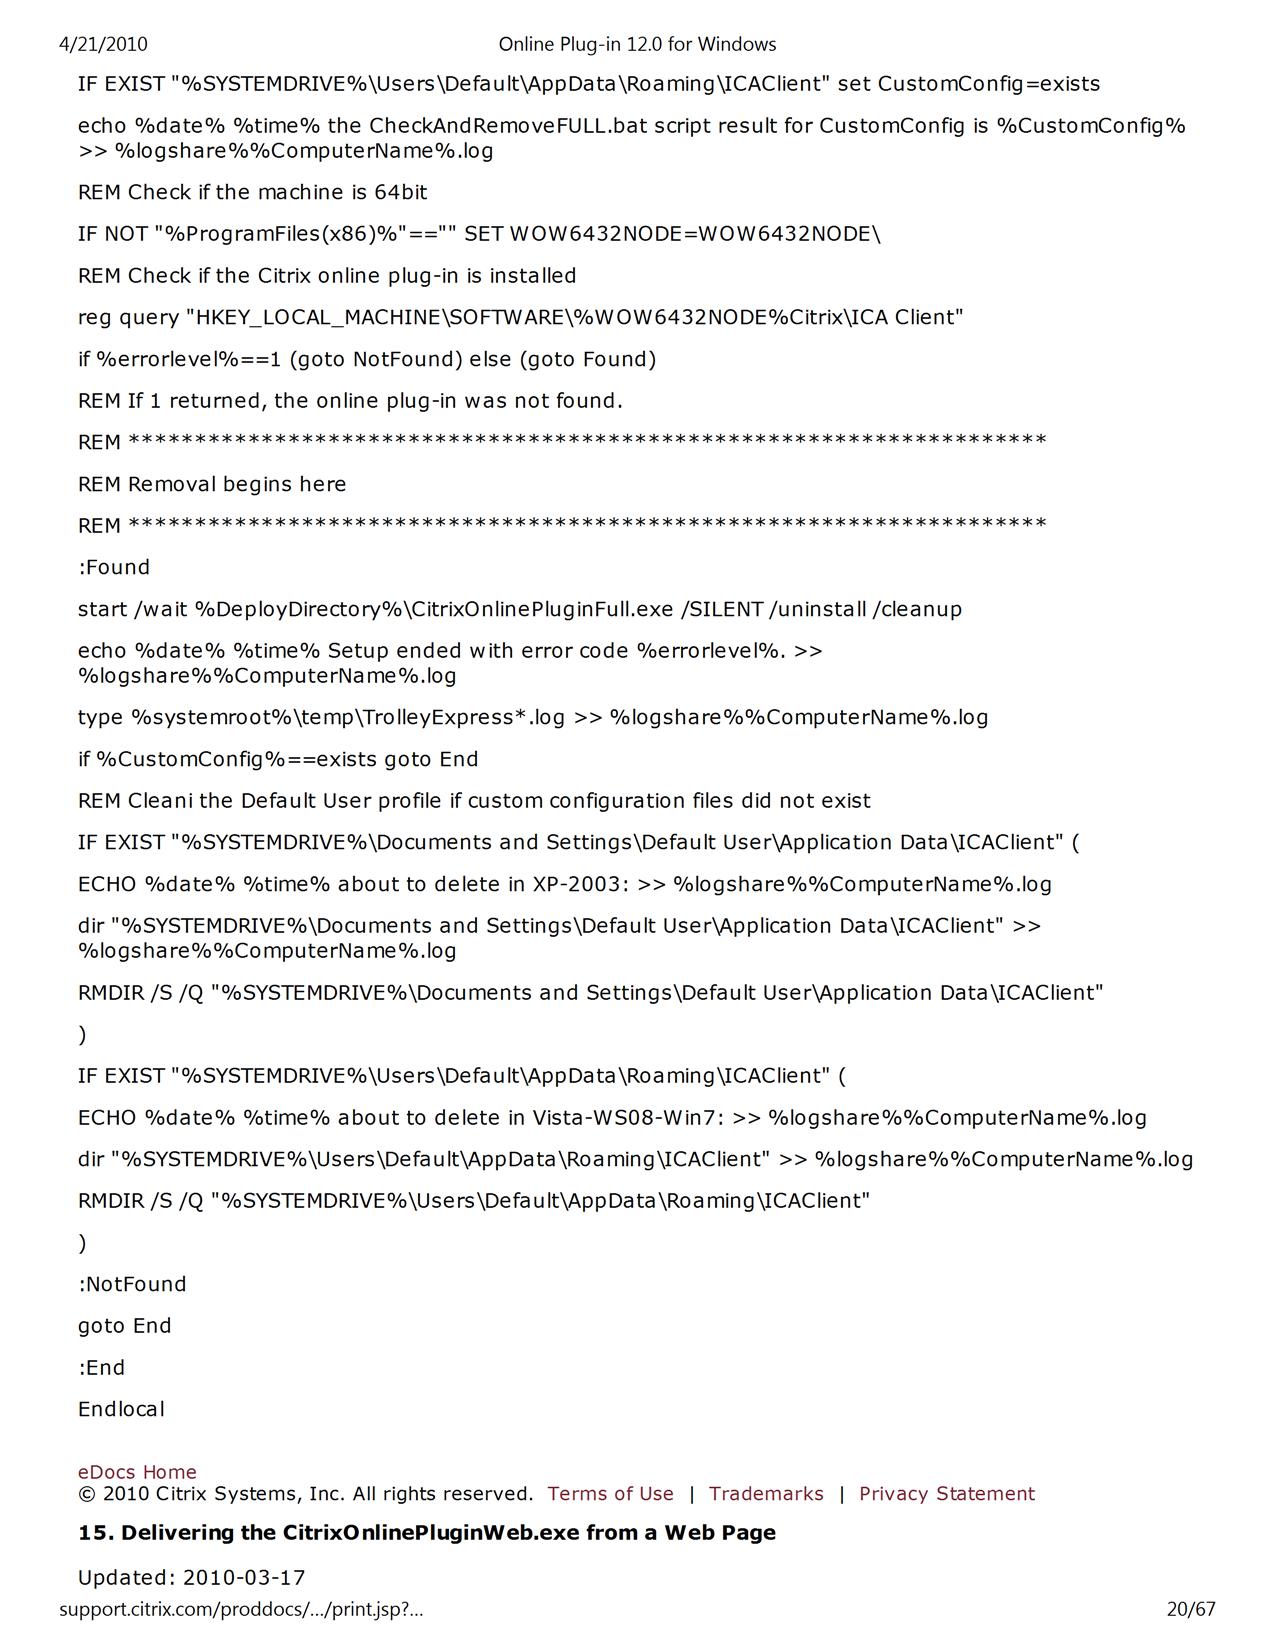 4/21/2010 Online Plug-in 12.0 for Windows
IF EXIST "%SYSTEMDRIVE%\Users\Default\AppData\Roaming\ICAClient" set CustomConfig=exists
echo %date% %time% the CheckAndRemoveFULL.bat script result for CustomConfig is %CustomConfig%
>> %logshare%%ComputerName%.log
REM Check if the machine is 64bit
IF NOT "%ProgramFiles(x86)%"=="" SET WOW6432NODE=WOW6432NODE\
REM Check if the Citrix online plug-in is installed
reg query "HKEY_LOCAL_MACHINE\SOFTWARE\%WOW6432NODE%Citrix\ICA Client"
if %errorlevel%==1 (goto NotFound) else (goto Found)
REM If 1 returned, the online plug-in was not found.
REM *********************************************************************
REM Removal begins here
REM *********************************************************************
:Found
start /wait %DeployDirectory%\CitrixOnlinePluginFull.exe /SILENT /uninstall /cleanup
echo %date% %time% Setup ended with error code %errorlevel%. >>
%logshare%%ComputerName%.log
type %systemroot%\temp\TrolleyExpress*.log >> %logshare%%ComputerName%.log
if %CustomConfig%==exists goto End
REM Cleani the Default User profile if custom configuration files did not exist
IF EXIST "%SYSTEMDRIVE%\Documents and Settings\Default User\Application Data\ICAClient" (
ECHO %date% %time% about to delete in XP-2003: >> %logshare%%ComputerName%.log
dir "%SYSTEMDRIVE%\Documents and Settings\Default User\Application Data\ICAClient" >>
%logshare%%ComputerName%.log
RMDIR /S /Q "%SYSTEMDRIVE%\Documents and Settings\Default User\Application Data\ICAClient"
)
IF EXIST "%SYSTEMDRIVE%\Users\Default\AppData\Roaming\ICAClient" (
ECHO %date% %time% about to delete in Vista-WS08-Win7: >> %logshare%%ComputerName%.log
dir "%SYSTEMDRIVE%\Users\Default\AppData\Roaming\ICAClient" >> %logshare%%ComputerName%.log
RMDIR /S /Q "%SYSTEMDRIVE%\Users\Default\AppData\Roaming\ICAClient"
)
:NotFound
goto End
:End
Endlocal
eDocs Home
© 2010 Citrix Systems, Inc. All rights reserved. Terms of Use | Trademarks | Privacy Statement
15. Delivering the CitrixOnlinePluginWeb.exe from a Web Page
Updated: 2010-03-17
support.citrix.com/proddocs/.../print.jsp?... 20/67